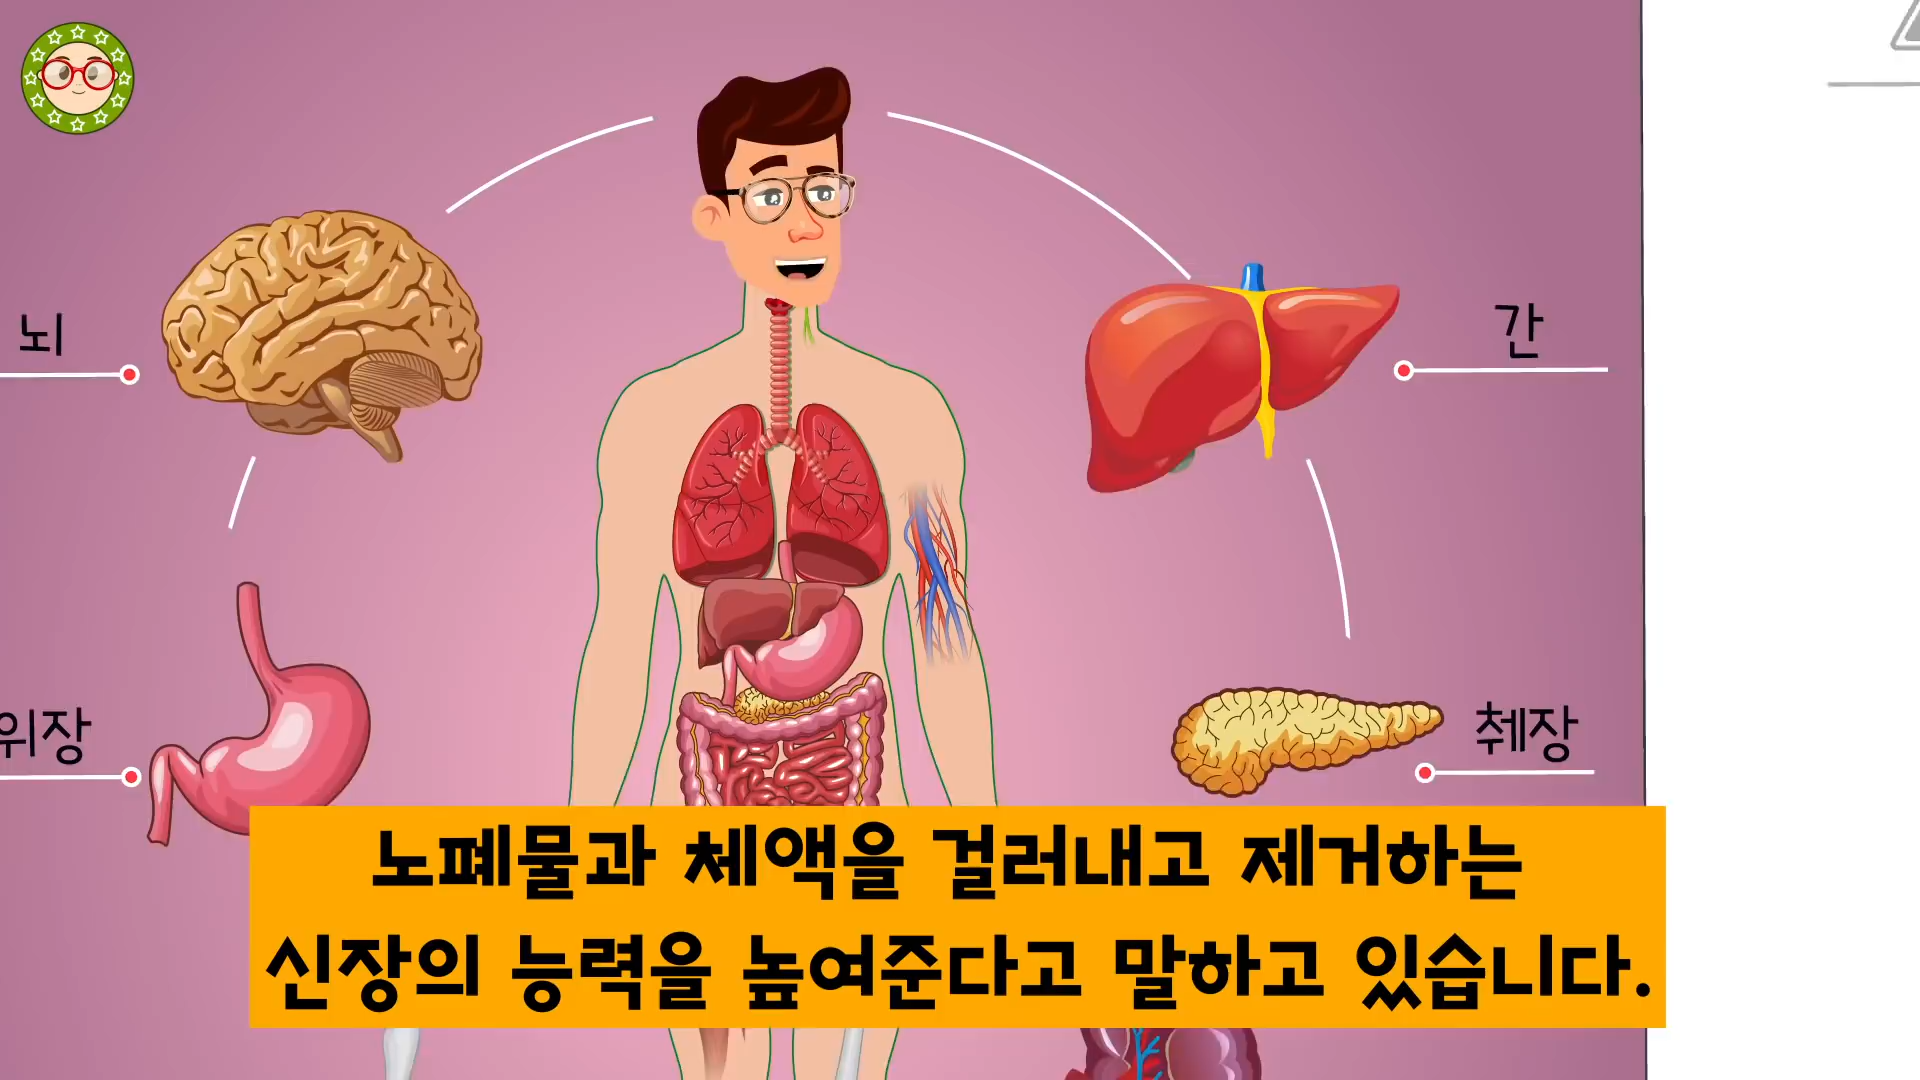 뇌
간
위장
췌장
노폐물과 체액을 걸러내고 제거하는
신장의 능력을 높여준다고 말하고 있습니다.